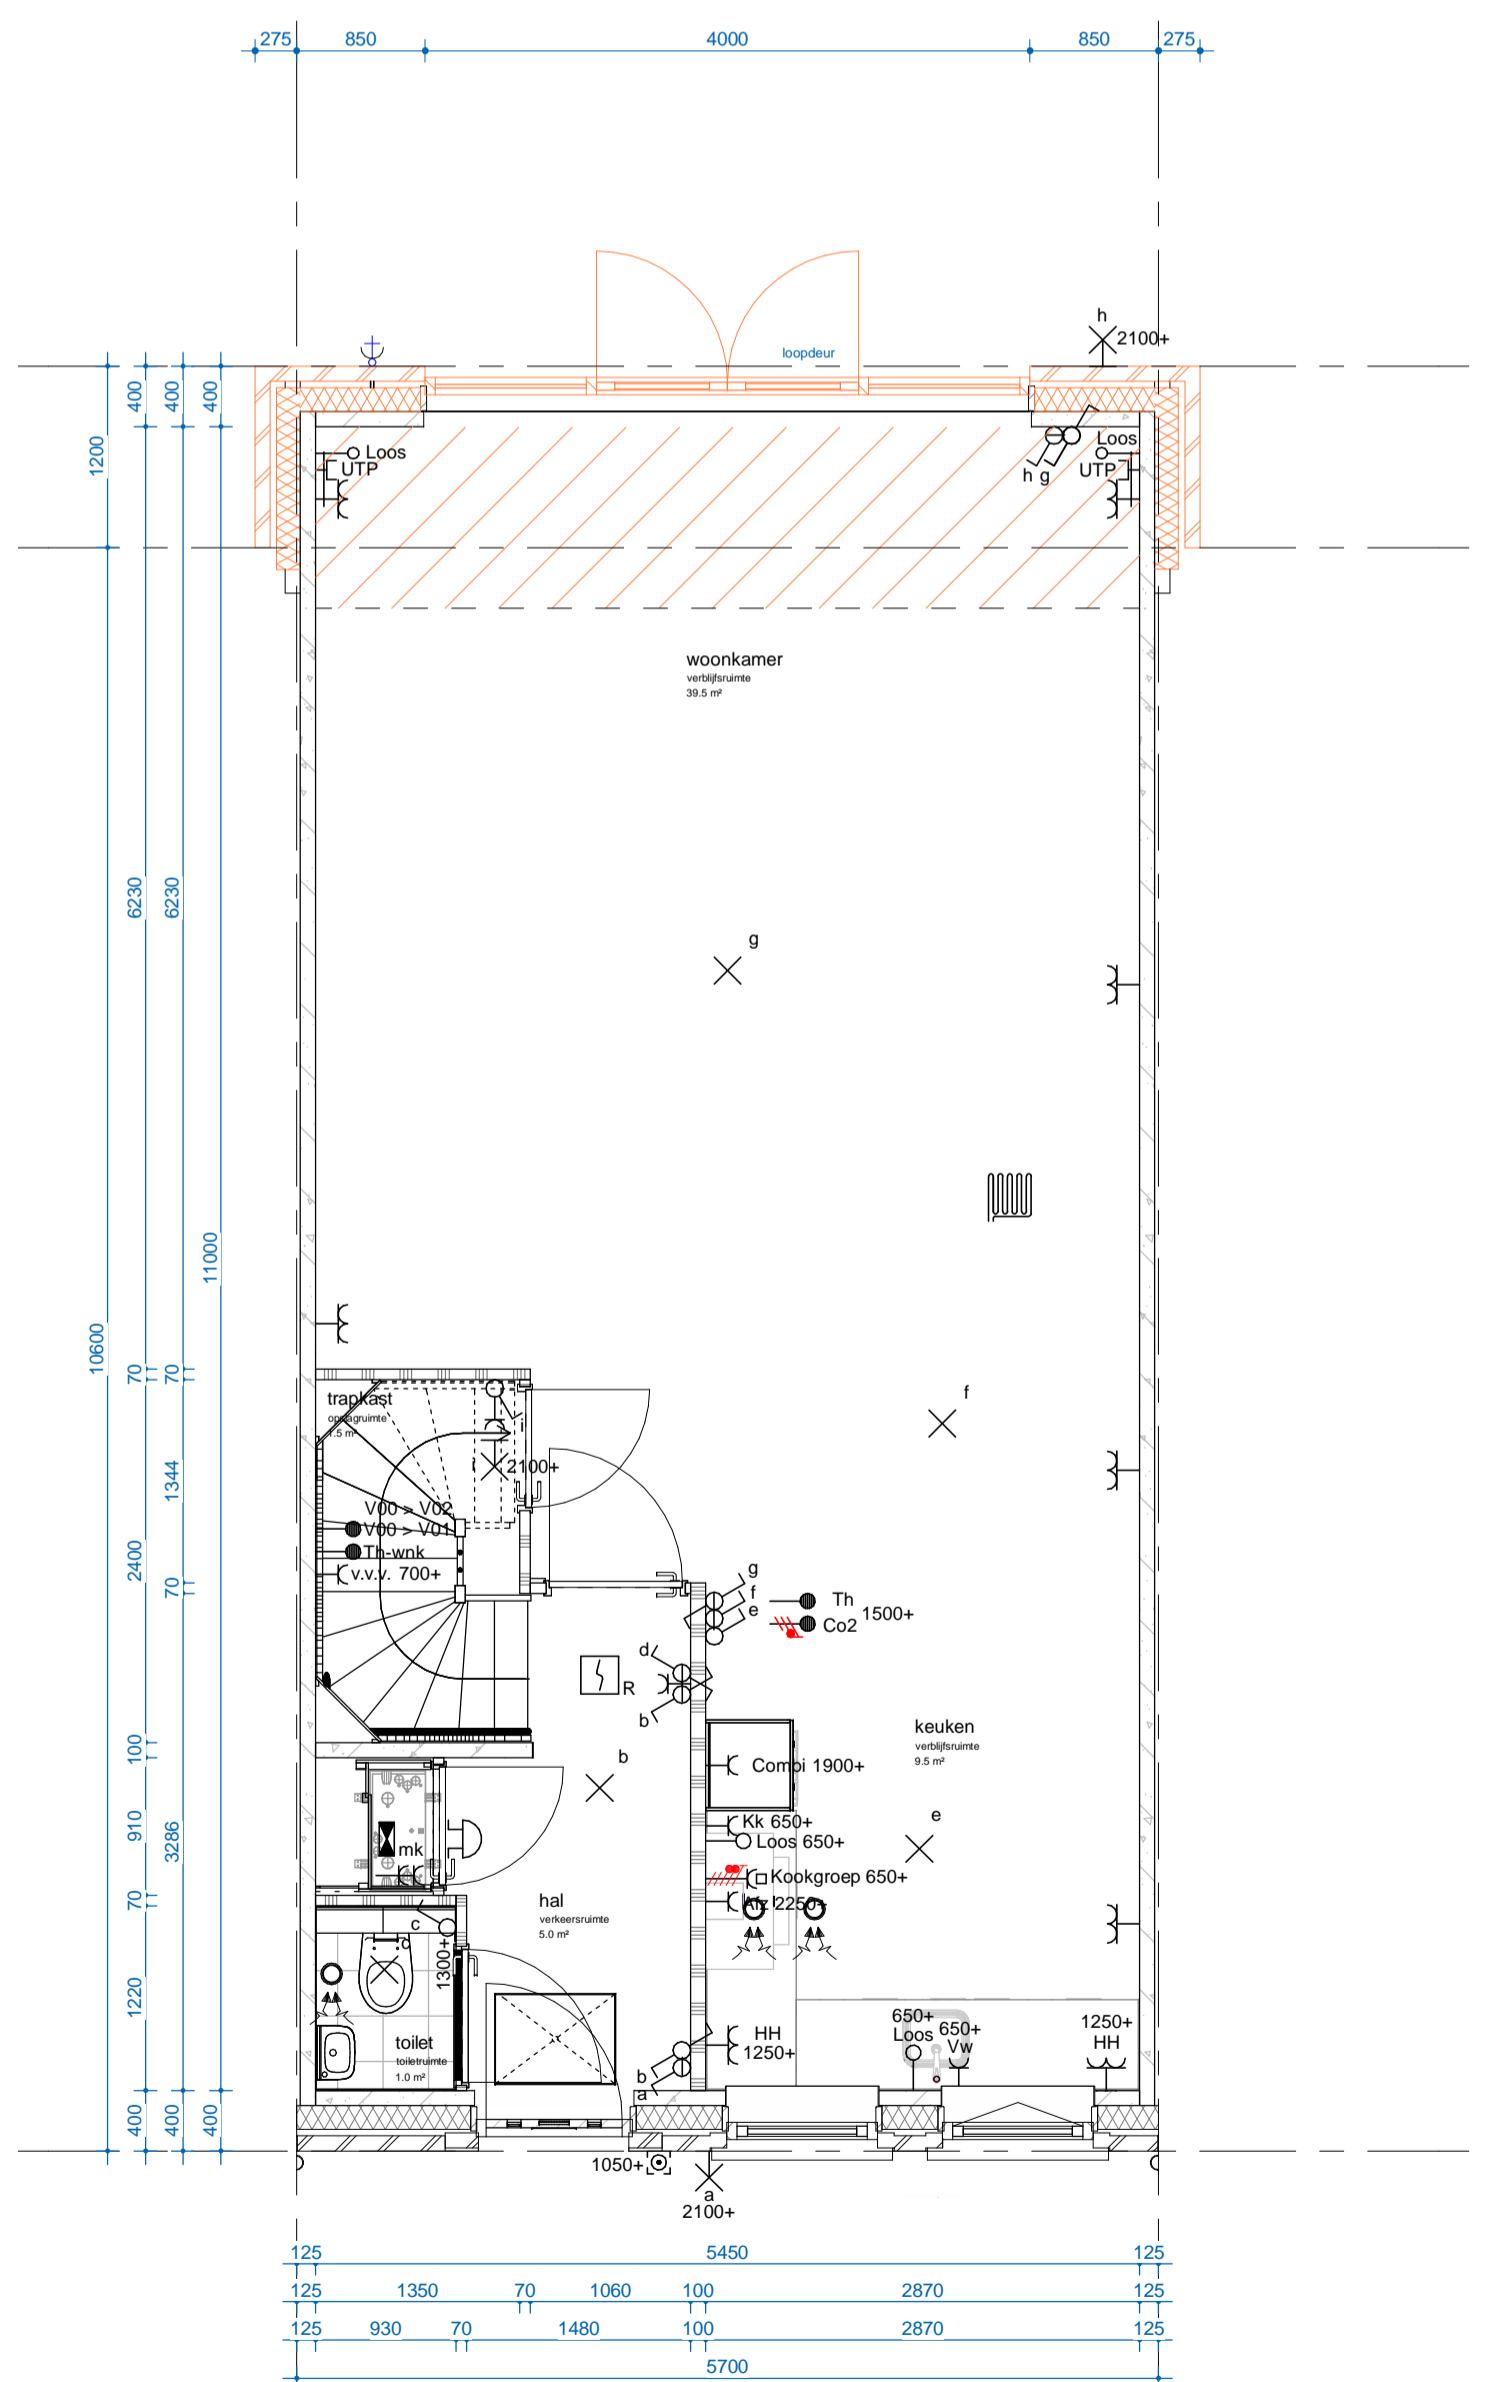 275 850 4000 850 275
h
2100+
loopdeur
400 400 400
1200
Loos
UTP
Loos
UTP
h g
woonkamer
verblijfsruimte
39.5 m²
6230 6230
g
11000
10600
70 70
f
trapkast
1.5 m²
i
2100+
1344
V00 > V02
V00 > V01
Th-wnk
v.v.v. 700+
2400
70
g
f
e
Th
Co2
1500+
d
R
b
keuken
verblijfsruimte
9.5 m²
100
b
Combi 1900+
e
910
3286
Kk 650+
Loos 650+
mk
Kookgroep 650+
70
Afz 2250+
hal
verkeersruimte
5.0 m²
c
c
1300+
1220
650+
Loos
650+
Vw
1250+
HH
HH
1250+
toilet
toiletruimte
1.0 m²
b
a
400 400 400
1050+
a
2100+
125 5450 125
125 1350 70 1060 100 2870 125
125 930 70 1480 100 2870 125
5700